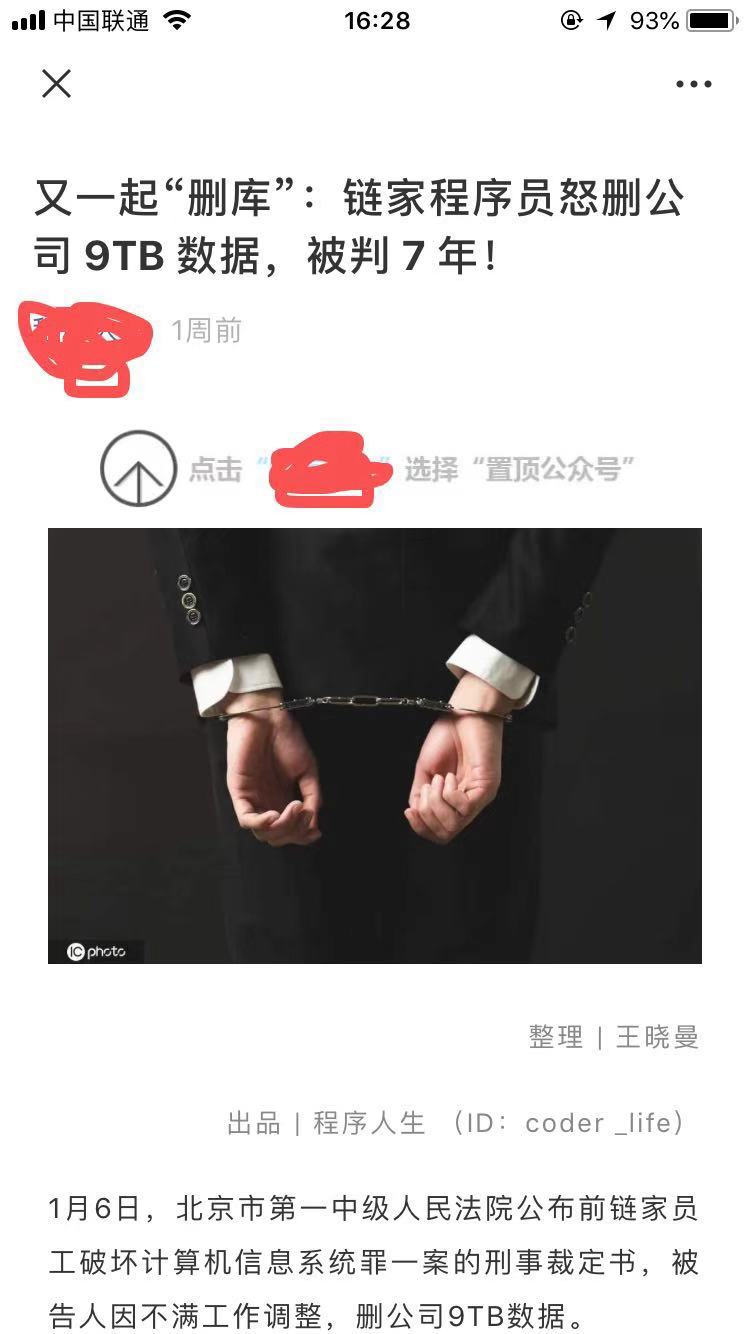 中国联通
16:28
93%
又一起“删库”：链家程序员怒删公
司 9TB 数据，被判 7 年！
1周前
点击“ ”选择“置顶公众号”
IC photo
整理 | 王晓曼
出品 | 程序人生 （ID：coder _life）
1月6日，北京市第一中级人民法院公布前链家员
工破坏计算机信息系统罪一案的刑事裁定书，被
告人因不满工作调整，删公司9TB数据。